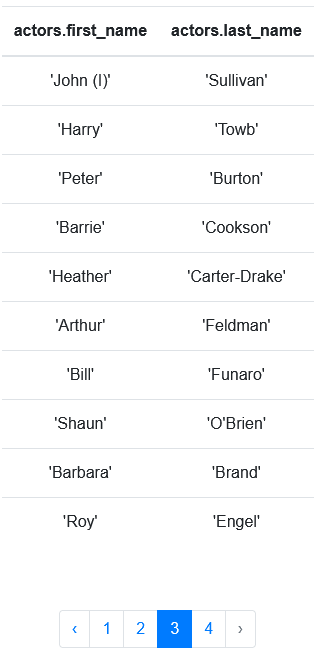 actors.first_name actors.last_name
'John (I)' 'Sullivan'
'Harry' 'Towb'
'Peter' 'Burton'
'Barrie' 'Cookson'
'Heather' 'Carter-Drake'
'Arthur' 'Feldman'
'Bill' 'Funaro'
'Shaun' 'O'Brien'
'Barbara' 'Brand'
'Roy' 'Engel'
‹ 1 2 3 4 ›